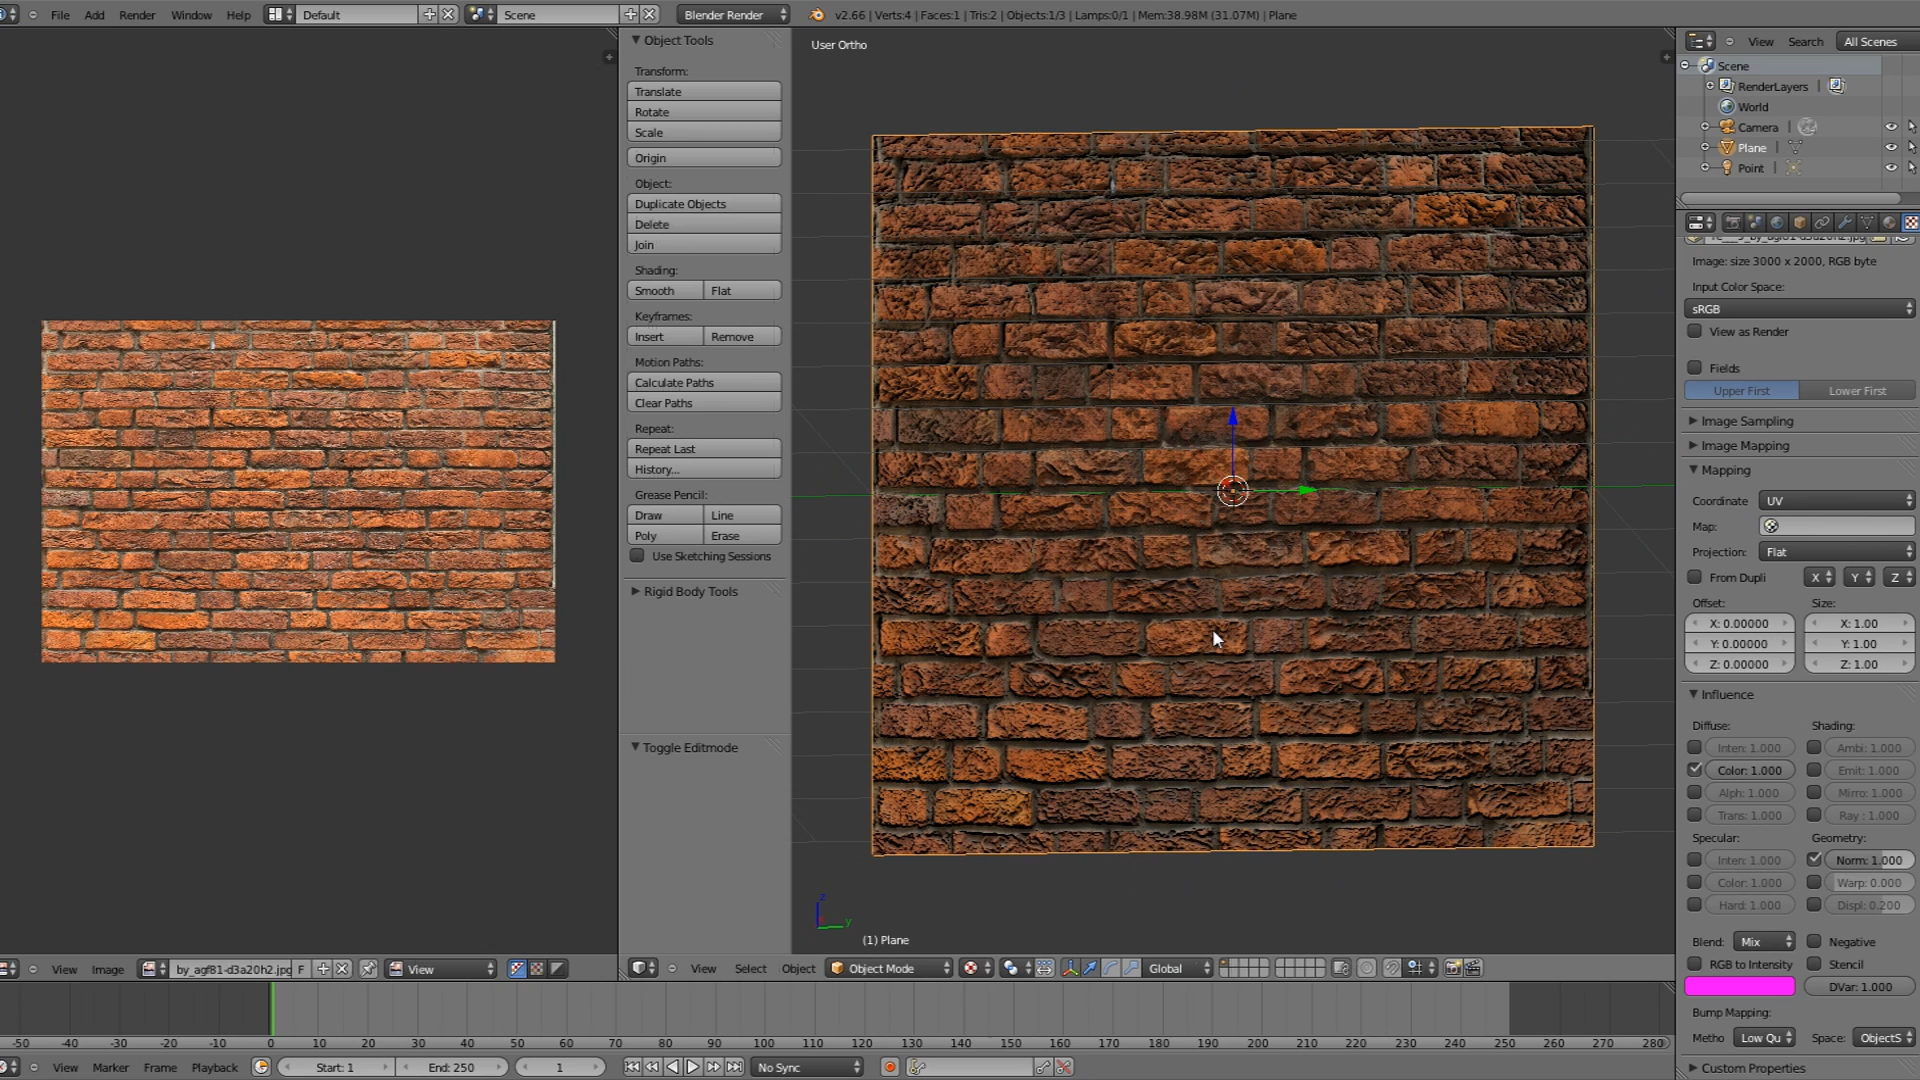 File Add Render Window Help Default Scene Blender Render v2.66 | Verts:4 | Faces:1 | Tris:2 | Objects:1/3 | Lamps:0/1 | Mem:38.98M (31.07M) | Plane
Object Tools
Transform:
Translate
Rotate
Scale
Origin
Object:
Duplicate Objects
Delete
Join
Shading:
Smooth Flat
Keyframes:
Insert Remove
Motion Paths:
Calculate Paths
Clear Paths
Repeat:
Repeat Last
History...
Grease Pencil:
Draw Line
Poly Erase
Use Sketching Sessions
Rigid Body Tools
Toggle Editmode
User Ortho
z
y
(1) Plane
View Search All Scenes
Scene
RenderLayers
World
Camera
Plane
Point
Image: size 3000 x 2000, RGB byte
Input Color Space:
sRGB
View as Render
Fields
Upper First Lower First
Image Sampling
Image Mapping
Mapping
Coordinate UV
Map:
Projection: Flat
From Dupli X Y Z
Offset: Size:
X: 0.00000 X: 1.00
Y: 0.00000 Y: 1.00
Z: 0.00000 Z: 1.00
Influence
Diffuse: Shading:
Inten: 1.000 Ambi: 1.000
Color: 1.000 Emit: 1.000
Alph: 1.000 Mirro: 1.000
Trans: 1.000 Ray : 1.000
Specular: Geometry:
Inten: 1.000 Norm: 1.000
Color: 1.000 Warp: 0.000
Hard: 1.000 Displ: 0.200
Blend: Mix Negative
RGB to Intensity Stencil
DVar: 1.000
Bump Mapping:
Metho Low Qu Space: ObjectS
Custom Properties
View Image by_agf81-d3a20h2.jpg F View
View Select Object Object Mode Global
-50 -40 -30 -20 -10 0 10 20 30 40 50 60 70 80 90 100 110 120 130 140 150 160 170 180 190 200 210 220 230 240 250 260 270 280
View Marker Frame Playback Start: 1 End: 250 1 No Sync